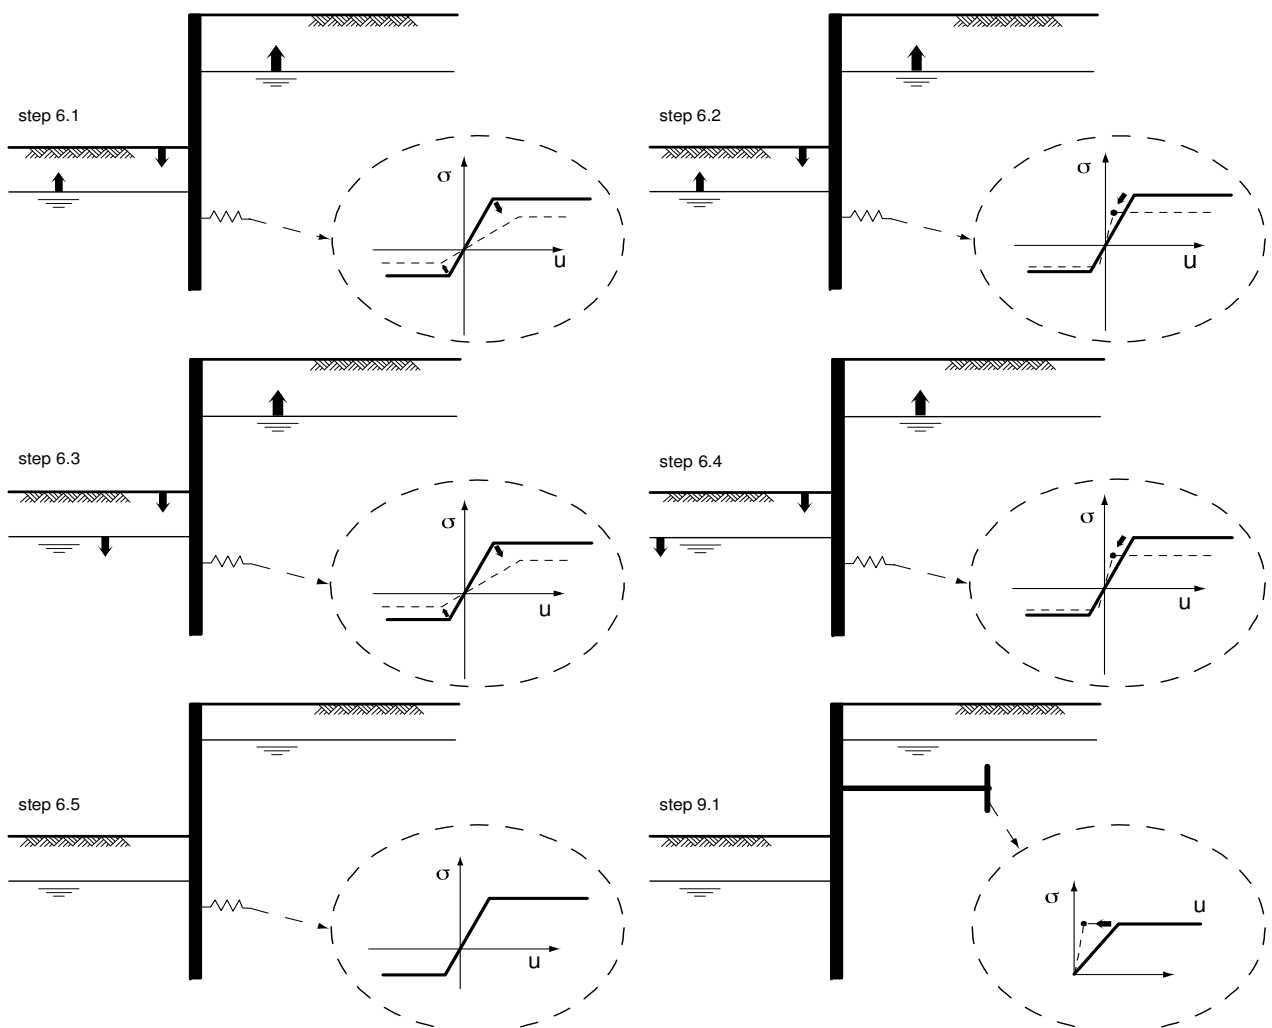 step 6.1
σ
u
step 6.2
σ
u
step 6.3
σ
u
step 6.4
σ
u
step 6.5
σ
u
step 9.1
σ
u